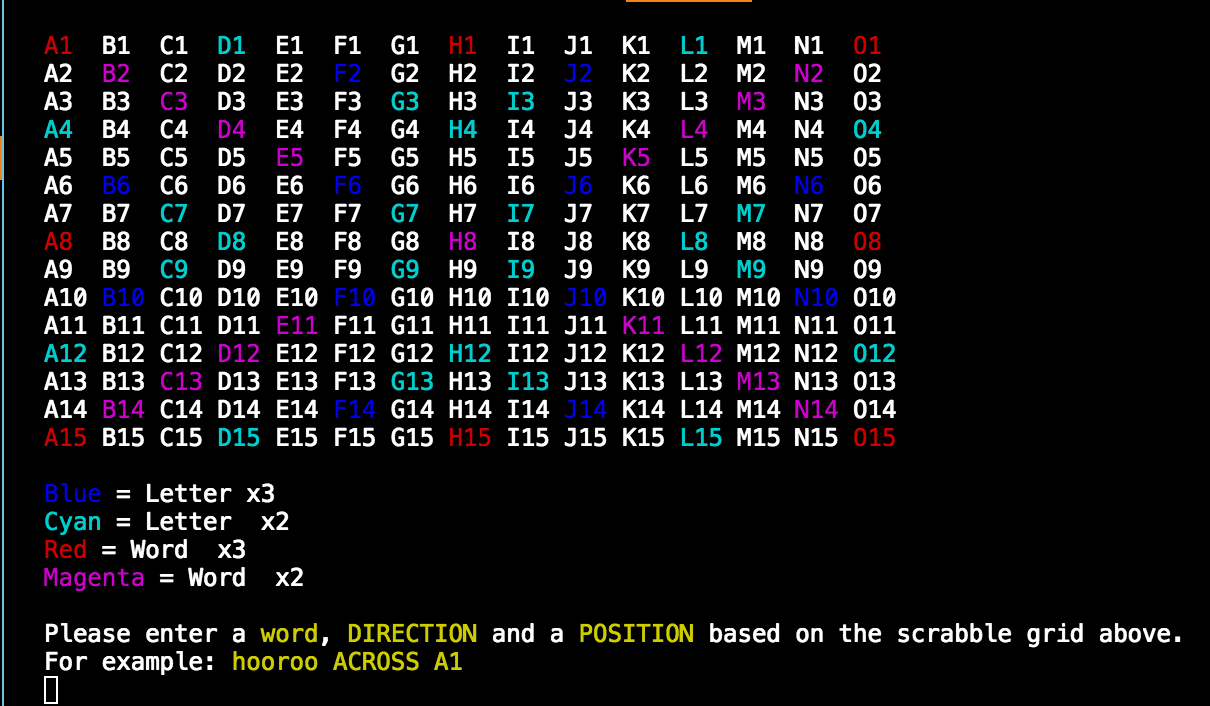 A1 B1 C1 D1 E1 F1 G1 H1 I1 J1 K1 L1 M1 N1 O1
A2 B2 C2 D2 E2 F2 G2 H2 I2 J2 K2 L2 M2 N2 O2
A3 B3 C3 D3 E3 F3 G3 H3 I3 J3 K3 L3 M3 N3 O3
A4 B4 C4 D4 E4 F4 G4 H4 I4 J4 K4 L4 M4 N4 O4
A5 B5 C5 D5 E5 F5 G5 H5 I5 J5 K5 L5 M5 N5 O5
A6 B6 C6 D6 E6 F6 G6 H6 I6 J6 K6 L6 M6 N6 O6
A7 B7 C7 D7 E7 F7 G7 H7 I7 J7 K7 L7 M7 N7 O7
A8 B8 C8 D8 E8 F8 G8 H8 I8 J8 K8 L8 M8 N8 O8
A9 B9 C9 D9 E9 F9 G9 H9 I9 J9 K9 L9 M9 N9 O9
A10 B10 C10 D10 E10 F10 G10 H10 I10 J10 K10 L10 M10 N10 O10
A11 B11 C11 D11 E11 F11 G11 H11 I11 J11 K11 L11 M11 N11 O11
A12 B12 C12 D12 E12 F12 G12 H12 I12 J12 K12 L12 M12 N12 O12
A13 B13 C13 D13 E13 F13 G13 H13 I13 J13 K13 L13 M13 N13 O13
A14 B14 C14 D14 E14 F14 G14 H14 I14 J14 K14 L14 M14 N14 O14
A15 B15 C15 D15 E15 F15 G15 H15 I15 J15 K15 L15 M15 N15 O15
Blue = Letter x3
Cyan = Letter  x2
Red = Word  x3
Magenta = Word  x2
Please enter a word, DIRECTION and a POSITION based on the scrabble grid above.
For example: hooroo ACROSS A1